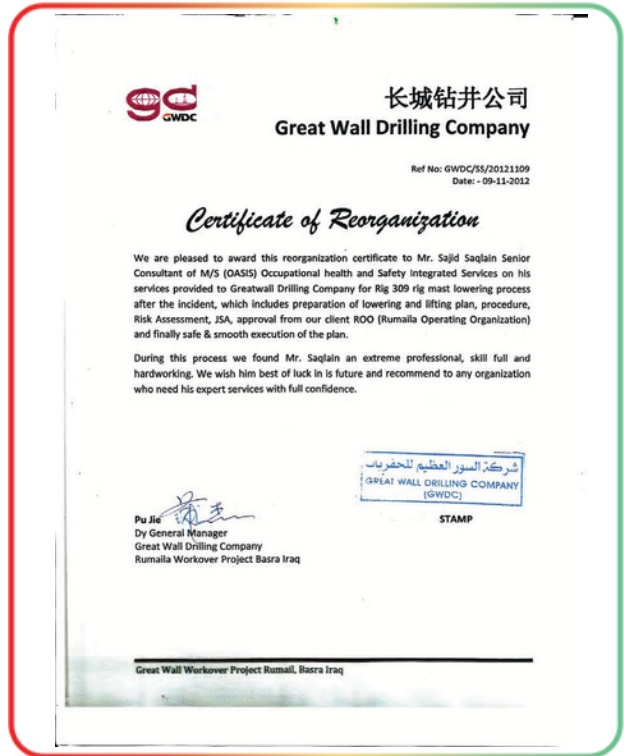 gd
GWDC
长城钻井公司
Great Wall Drilling Company
Ref No: GWDC/SS/20121109
Date: - 09-11-2012
Certificate of Reorganization
We are pleased to award this reorganization certificate to Mr. Sajid Saqlain Senior
Consultant of M/S (OASIS) Occupational health and Safety Integrated Services on his
services provided to Greatwall Drilling Company for Rig 309 rig mast lowering process
after the incident, which includes preparation of lowering and lifting plan, procedure,
Risk Assessment, JSA, approval from our client ROO (Rumaila Operating Organization)
and finally safe & smooth execution of the plan.
During this process we found Mr. Saqlain an extreme professional, skill full and
hardworking. We wish him best of luck in is future and recommend to any organization
who need his expert services with full confidence.
شركة السور العظيم للحفريات
GREAT WALL DRILLING COMPANY
(GWDC)
STAMP
Pu Jie
Dy General Manager
Great Wall Drilling Company
Rumaila Workover Project Basra Iraq
Great Wall Workover Project Rumail, Basra Iraq